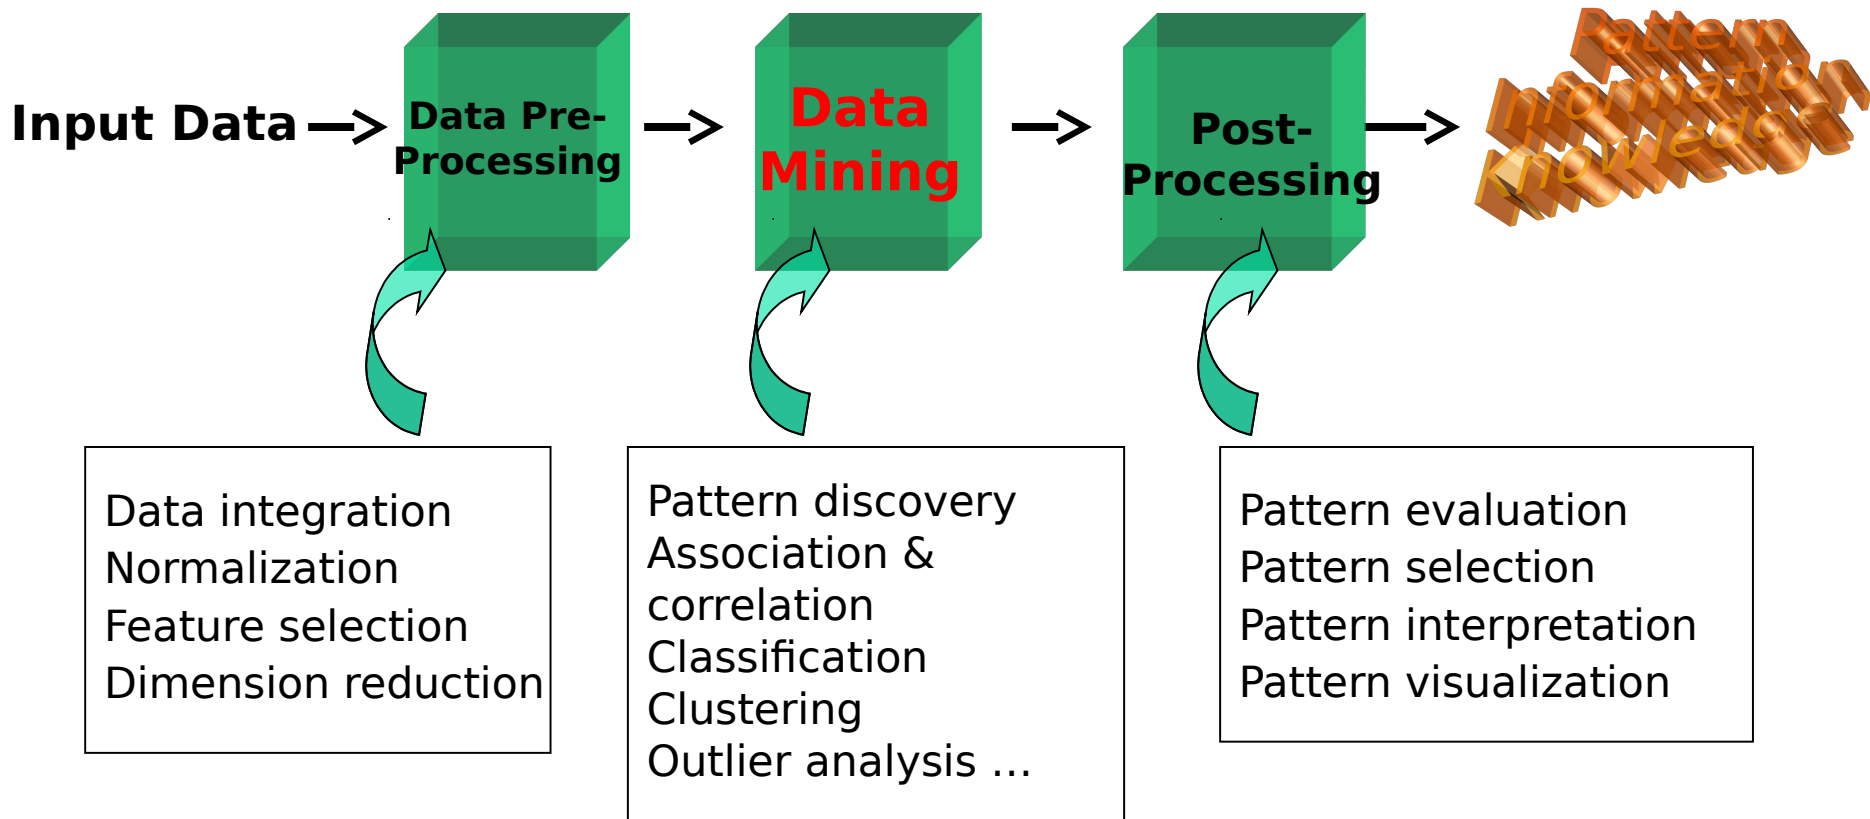 Input Data
Data Pre-
Processing
Data
Mining
Post-
Processing
Pattern
Information
Knowledge
Data integration
Normalization
Feature selection
Dimension reduction
Pattern discovery
Association &
correlation
Classification
Clustering
Outlier analysis …
Pattern evaluation
Pattern selection
Pattern interpretation
Pattern visualization